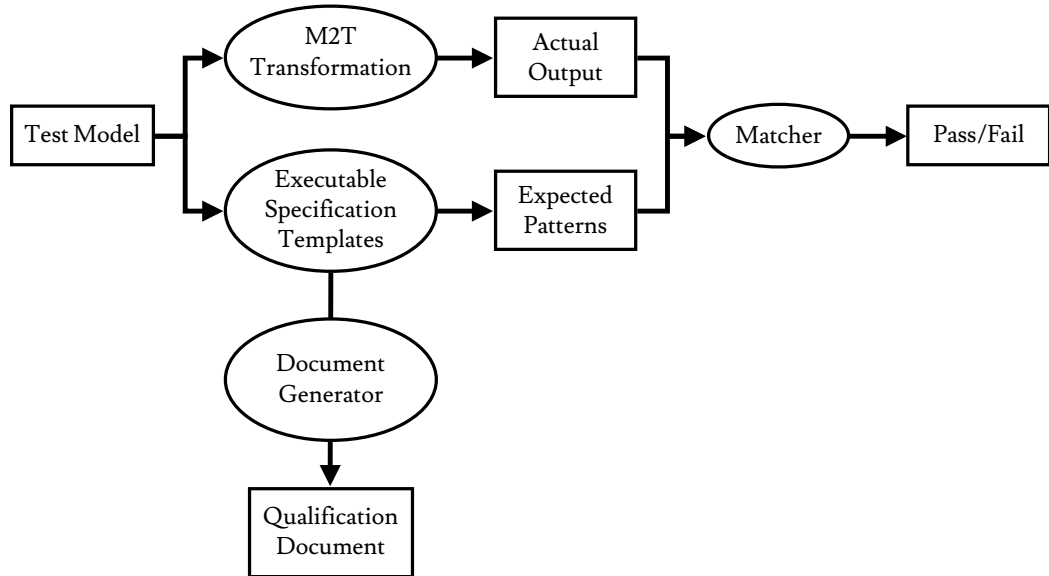 M2T
Transformation
Actual
Output
Test Model
Matcher
Pass/Fail
Executable
Specification
Templates
Expected
Patterns
Document
Generator
Qualification
Document